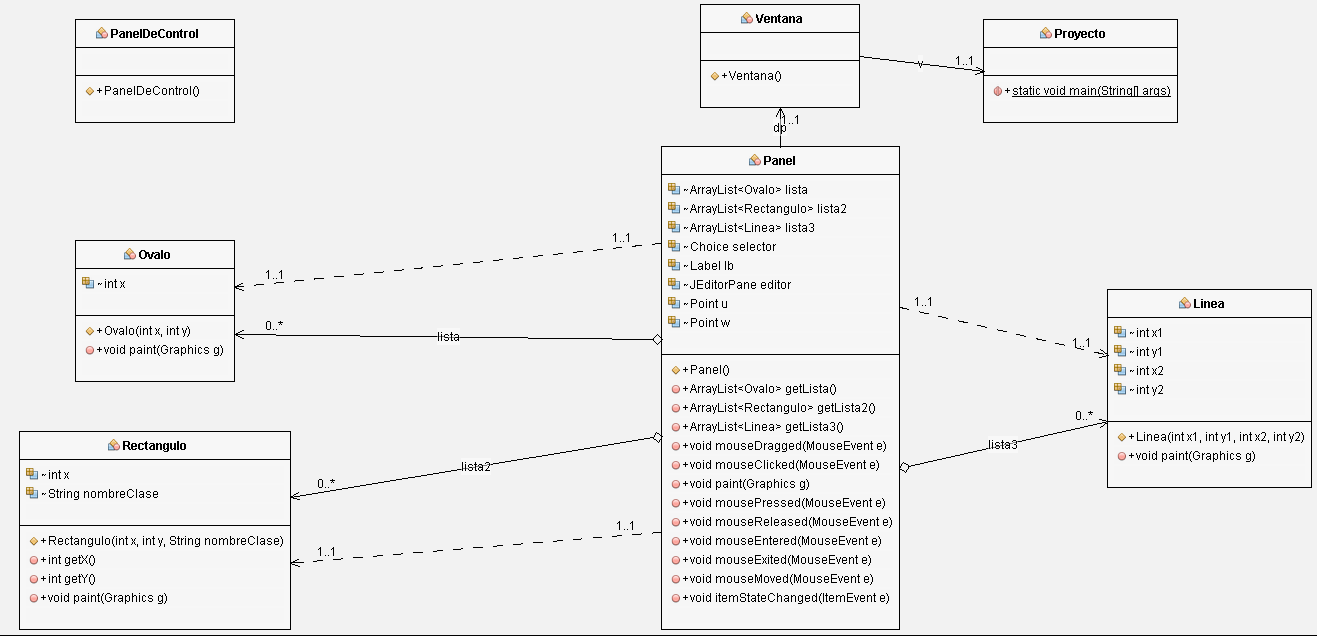 PanelDeControl
+PanelDeControl()
Ventana
+Ventana()
v
1..1
Proyecto
+static void main(String[] args)
1..1
dp
Panel
~ArrayList<Ovalo> lista
~ArrayList<Rectangulo> lista2
~ArrayList<Linea> lista3
~Choice selector
~Label lb
~JEditorPane editor
~Point u
~Point w
+Panel()
+ArrayList<Ovalo> getLista()
+ArrayList<Rectangulo> getLista2()
+ArrayList<Linea> getLista3()
+void mouseDragged(MouseEvent e)
+void mouseClicked(MouseEvent e)
+void paint(Graphics g)
+void mousePressed(MouseEvent e)
+void mouseReleased(MouseEvent e)
+void mouseEntered(MouseEvent e)
+void mouseExited(MouseEvent e)
+void mouseMoved(MouseEvent e)
+void itemStateChanged(ItemEvent e)
Ovalo
~int x
+Ovalo(int x, int y)
+void paint(Graphics g)
1..1
1..1
0..*
lista
Rectangulo
~int x
~String nombreClase
+Rectangulo(int x, int y, String nombreClase)
+int getX()
+int getY()
+void paint(Graphics g)
lista2
0..*
1..1
1..1
Linea
~int x1
~int y1
~int x2
~int y2
+Linea(int x1, int y1, int x2, int y2)
+void paint(Graphics g)
1..1
1..1
0..*
lista3